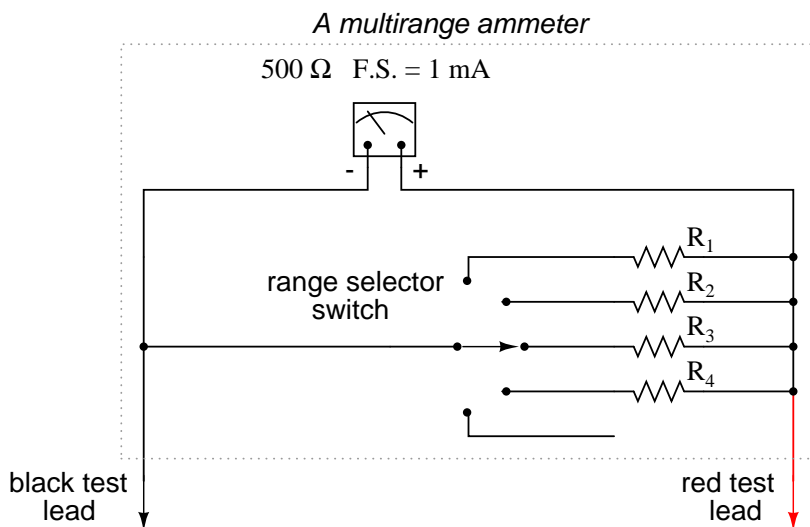 A multirange ammeter
500 Ω F.S. = 1 mA
- +
R1
range selector
switch
R2
R3
R4
black test
lead
red test
lead